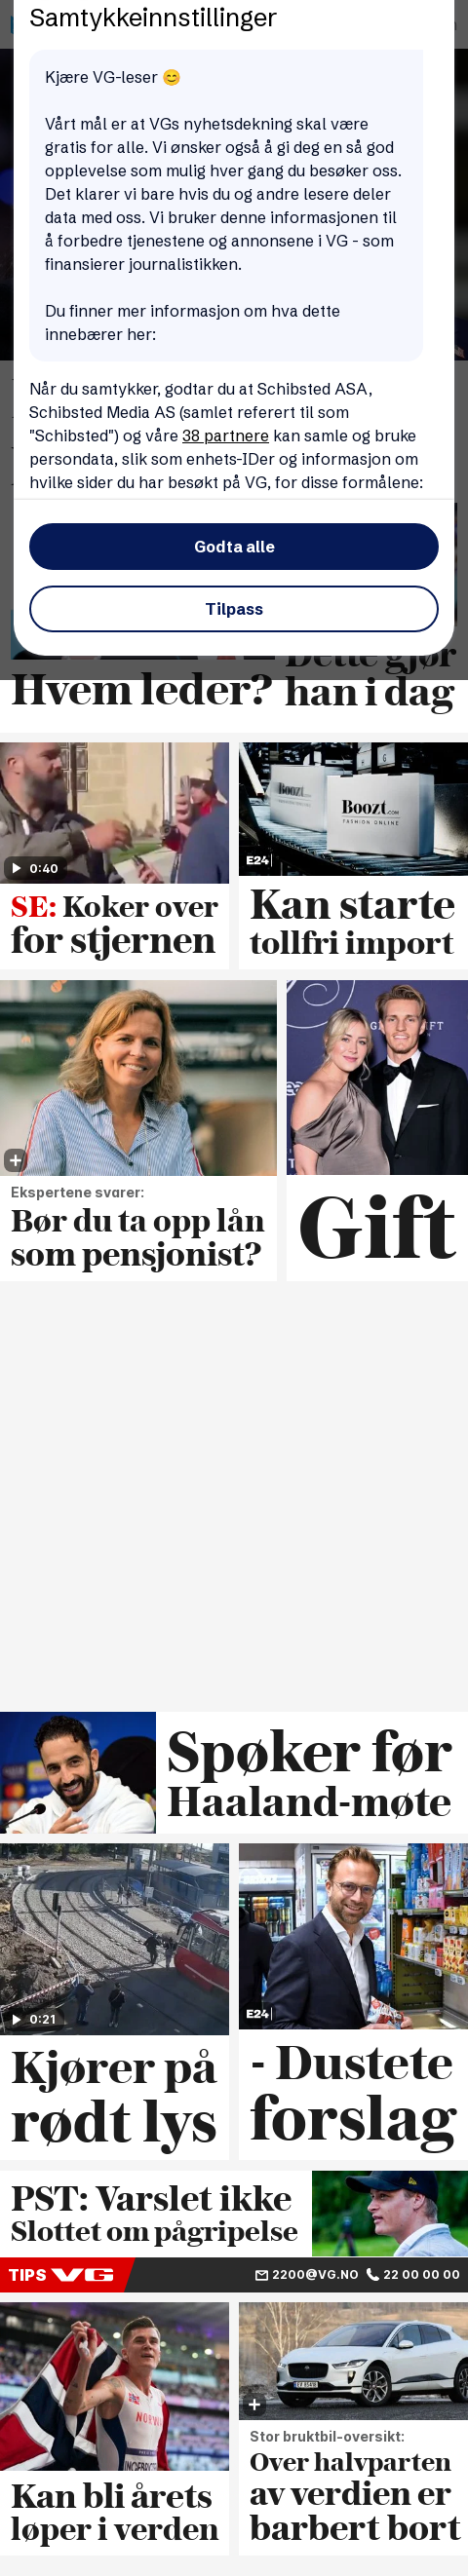 Samtykkeinnstillinger
Kjære VG-leser 😊
Vårt mål er at VGs nyhetsdekning skal være
gratis for alle. Vi ønsker også å gi deg en så god
opplevelse som mulig hver gang du besøker oss.
Det klarer vi bare hvis du og andre lesere deler
data med oss. Vi bruker denne informasjonen til
å forbedre tjenestene og annonsene i VG - som
finansierer journalistikken.
Du finner mer informasjon om hva dette
innebærer her:
Når du samtykker, godtar du at Schibsted ASA,
Schibsted Media AS (samlet referert til som
"Schibsted") og våre 38 partnere kan samle og bruke
persondata, slik som enhets-IDer og informasjon om
hvilke sider du har besøkt på VG, for disse formålene:
Godta alle
Tilpass
Hvem leder?
Dette gjør
han i dag
0:40
SE: Koker over
for stjernen
Boozt.com
FASHION ONLINE
E24
Kan starte
tollfri import
Ekspertene svarer:
Bør du ta opp lån
som pensjonist?
Gift
Spøker før
Haaland-møte
0:21
Kjører på
rødt lys
E24
- Dustete
forslag
PST: Varslet ikke
Slottet om pågripelse
TIPS VG
2200@VG.NO
22 00 00 00
NORWAY
INGEBRIGTSEN
Kan bli årets
løper i verden
Stor bruktbil-oversikt:
Over halvparten
av verdien er
barbert bort